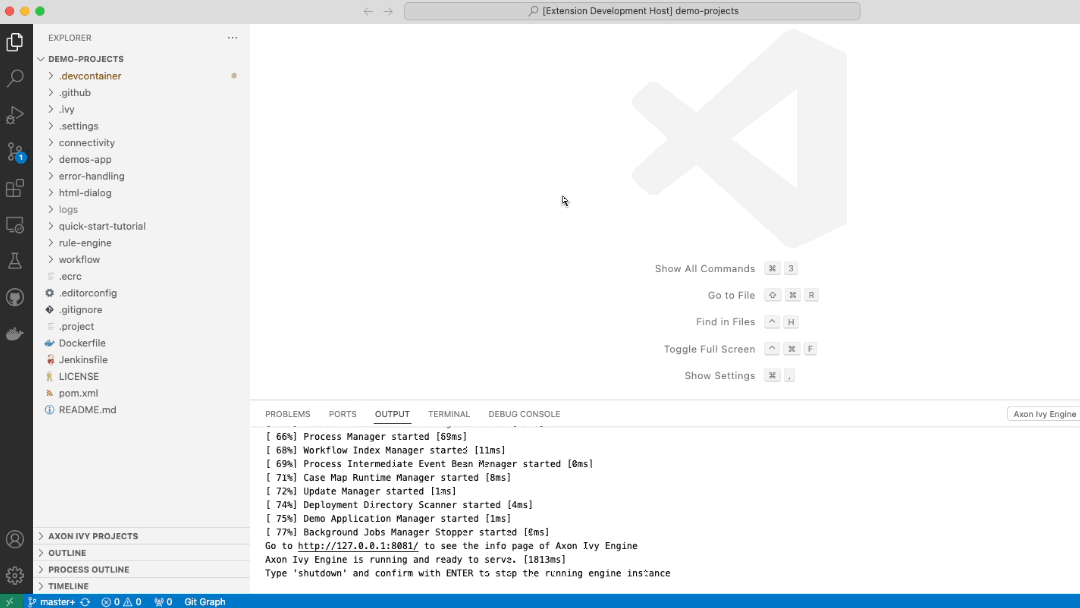 [Extension Development Host] demo-projects
EXPLORER
DEMO-PROJECTS
.devcontainer
.github
.ivy
.settings
connectivity
demos-app
error-handling
html-dialog
logs
quick-start-tutorial
rule-engine
workflow
.ecrc
.editorconfig
.gitignore
.project
Dockerfile
Jenkinsfile
LICENSE
pom.xml
README.md
AXON IVY PROJECTS
OUTLINE
PROCESS OUTLINE
TIMELINE
1
Show All Commands ⌘ 3
Go to File ⇧ ⌘ R
Find in Files ^ H
Toggle Full Screen ^ ⌘ F
Show Settings ⌘ ,
PROBLEMS PORTS OUTPUT TERMINAL DEBUG CONSOLE Axon Ivy Engine
[ 66%] Process Manager started [69ms]
[ 68%] Workflow Index Manager started [11ms]
[ 69%] Process Intermediate Event Bean Manager started [0ms]
[ 71%] Case Map Runtime Manager started [8ms]
[ 72%] Update Manager started [1ms]
[ 74%] Deployment Directory Scanner started [4ms]
[ 75%] Demo Application Manager started [1ms]
[ 77%] Background Jobs Manager Stopper started [0ms]
Go to http://127.0.0.1:8081/ to see the info page of Axon Ivy Engine
Axon Ivy Engine is running and ready to serve. [1813ms]
Type 'shutdown' and confirm with ENTER to stop the running engine instance
master+ 0 0 0 Git Graph